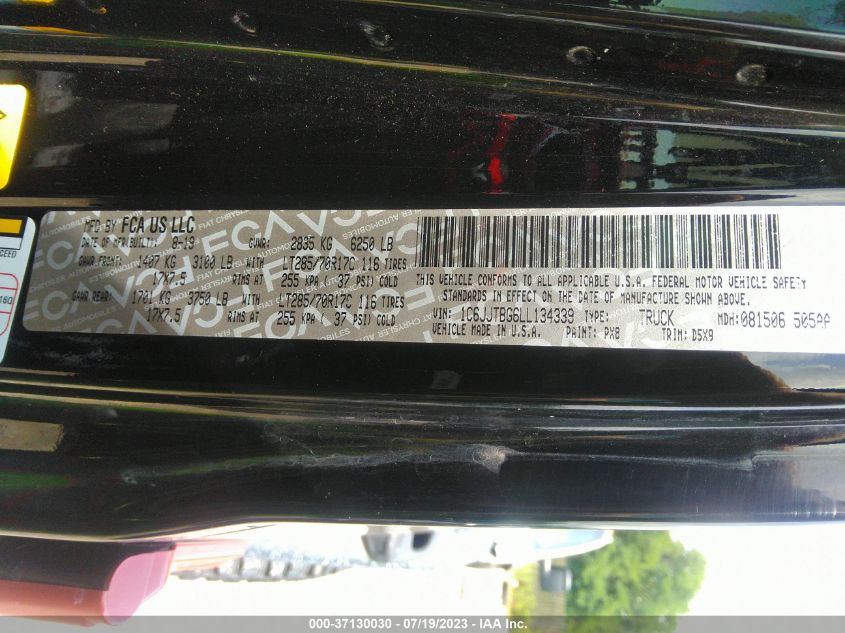 MFD BY FCA US LLC
DATE OF MFR/BUILT: 8-19 GVWR: 2835 KG 6250 LB
GAWR FRONT: 1407 KG 3100 LB WITH LT285/70R17C 116 TIRES
17X7.5 RIMS AT 255 KPA ( 37 PSI) COLD
GAWR REAR: 1701 KG 3750 LB WITH LT285/70R17C 116 TIRES
17X7.5 RIMS AT 255 KPA ( 37 PSI) COLD
THIS VEHICLE CONFORMS TO ALL APPLICABLE U.S.A. FEDERAL MOTOR VEHICLE SAFETY
STANDARDS IN EFFECT ON THE DATE OF MANUFACTURE SHOWN ABOVE.
VIN: 1C6JJTBG6LL134339 TYPE: TRUCK MDH: 081506 505AA
VEHICLE MADE IN U.S.A. PAINT: PX8 TRIM: D5X9
000-37130030 - 07/19/2023 - IAA Inc.